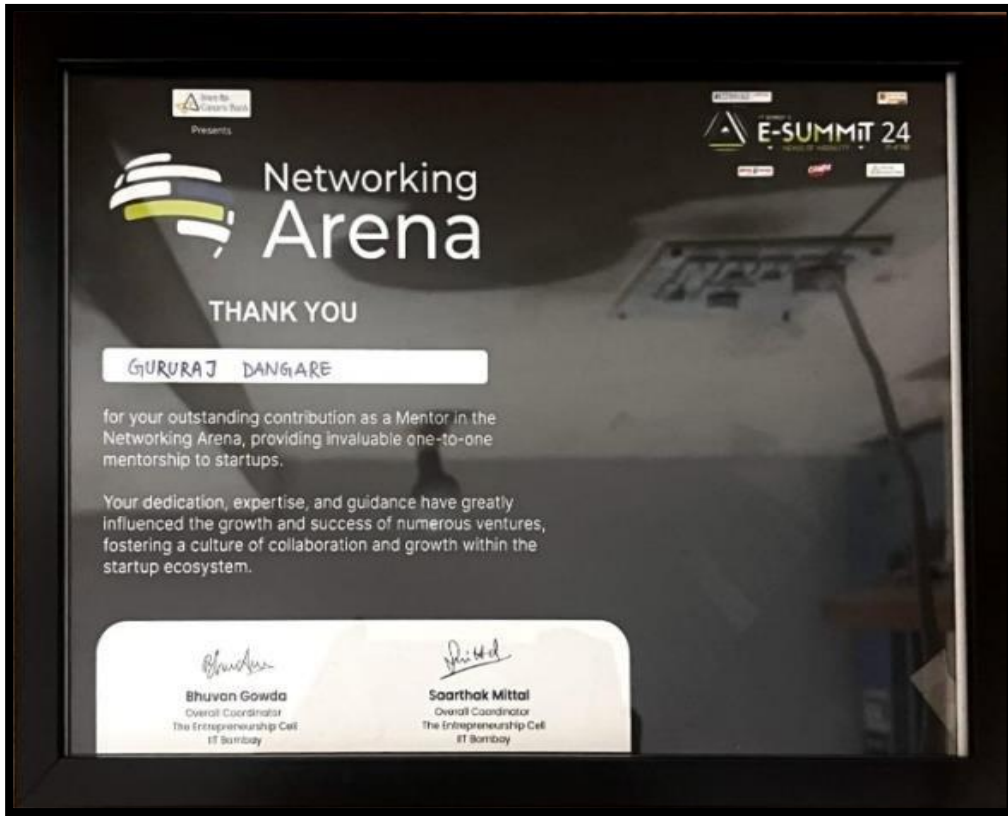 Presents
Networking
Arena
E-SUMMIT 24
THANK YOU
GURURAJ DANGARE
for your outstanding contribution as a Mentor in the
Networking Arena, providing invaluable one-to-one
mentorship to startups.
Your dedication, expertise, and guidance have greatly
influenced the growth and success of numerous ventures,
fostering a culture of collaboration and growth within the
startup ecosystem.
Bhuvan Gowda
Overall Coordinator
The Entrepreneurship Cell
IIT Bombay
Saarthak Mittal
Overall Coordinator
The Entrepreneurship Cell
IIT Bombay